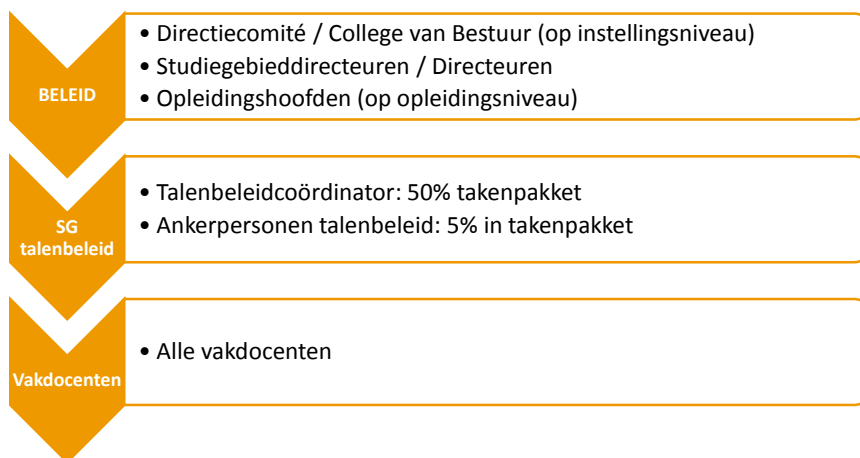 BELEID
• Directiecomité / College van Bestuur (op instellingsniveau)
• Studiegebieddirecteuren / Directeuren
• Opleidingshoofden (op opleidingsniveau)
SG
talenbeleid
• Talenbeleidcoördinator: 50% takenpakket
• Ankerpersonen talenbeleid: 5% in takenpakket
Vakdocenten
• Alle vakdocenten